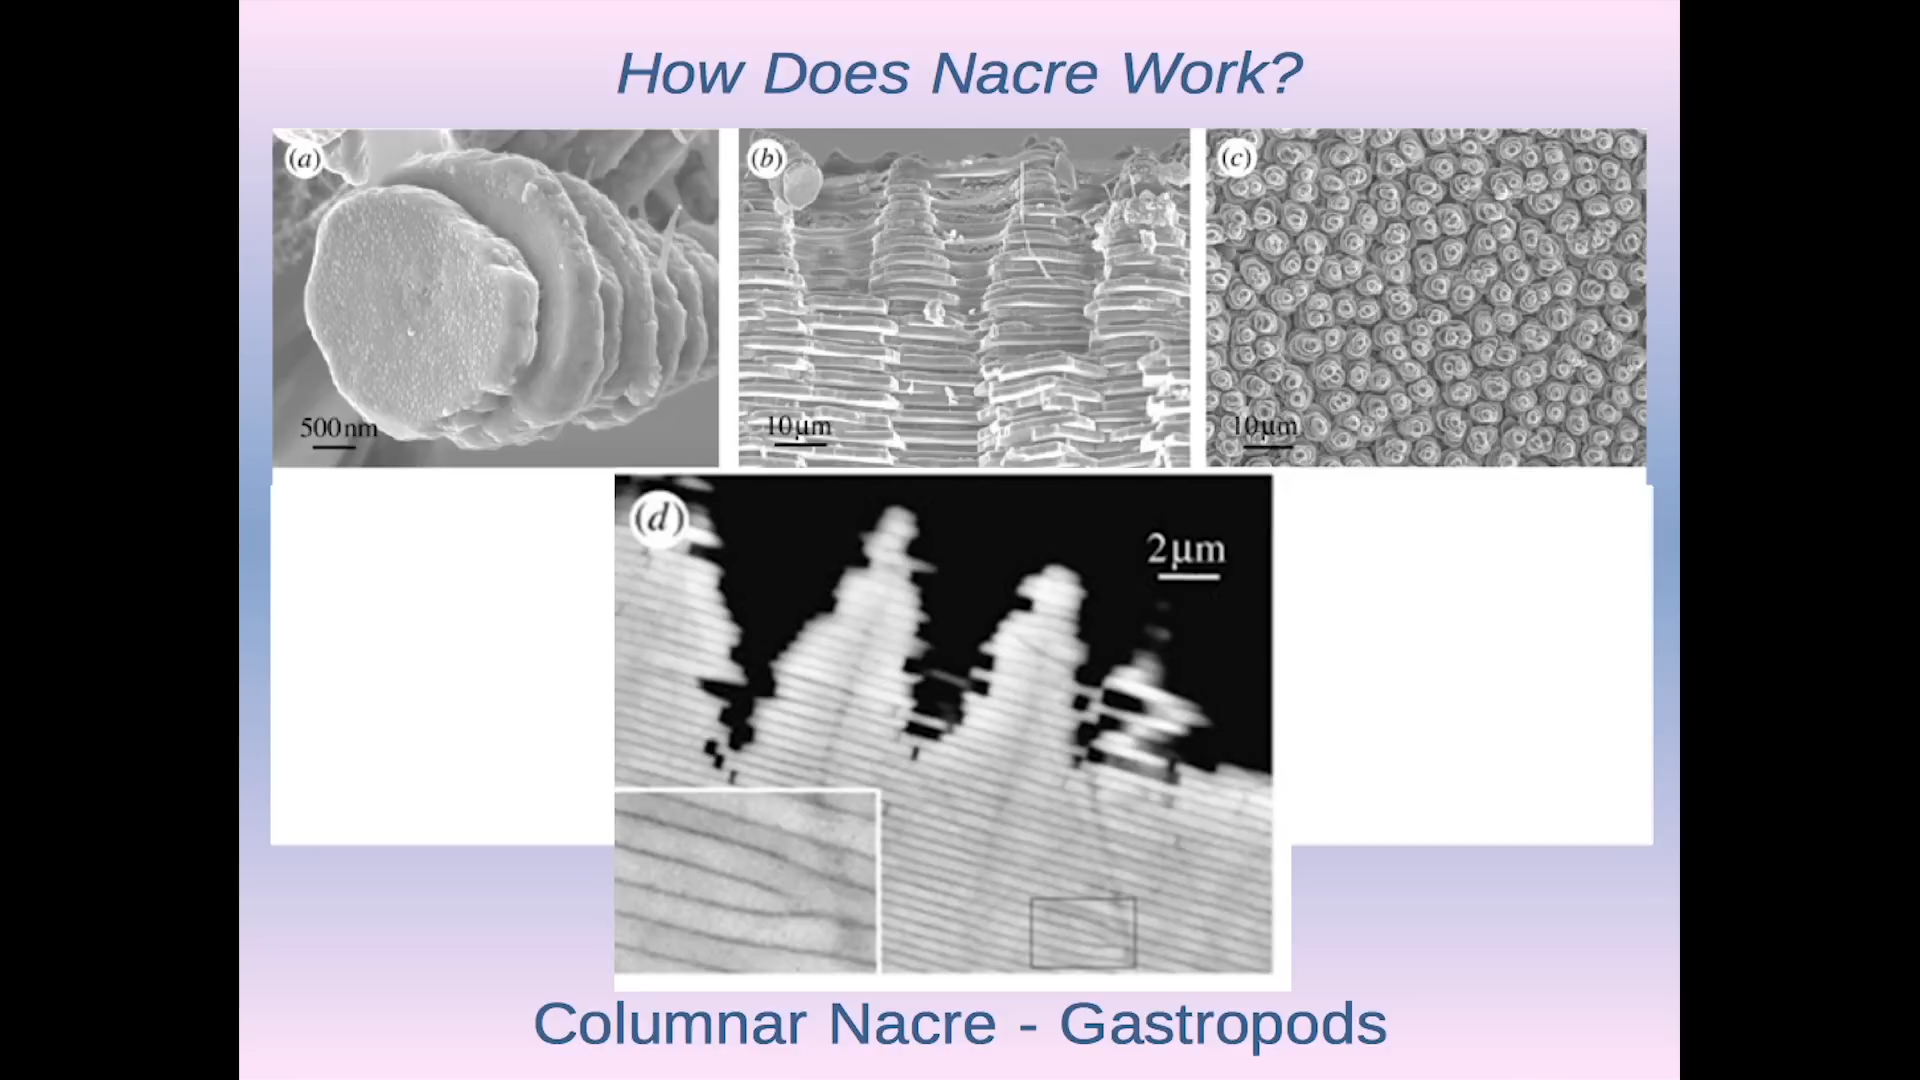 How Does Nacre Work?
(a)
(b)
(c)
500 nm
10 µm
10 µm
(d)
2 µm
Columnar Nacre - Gastropods